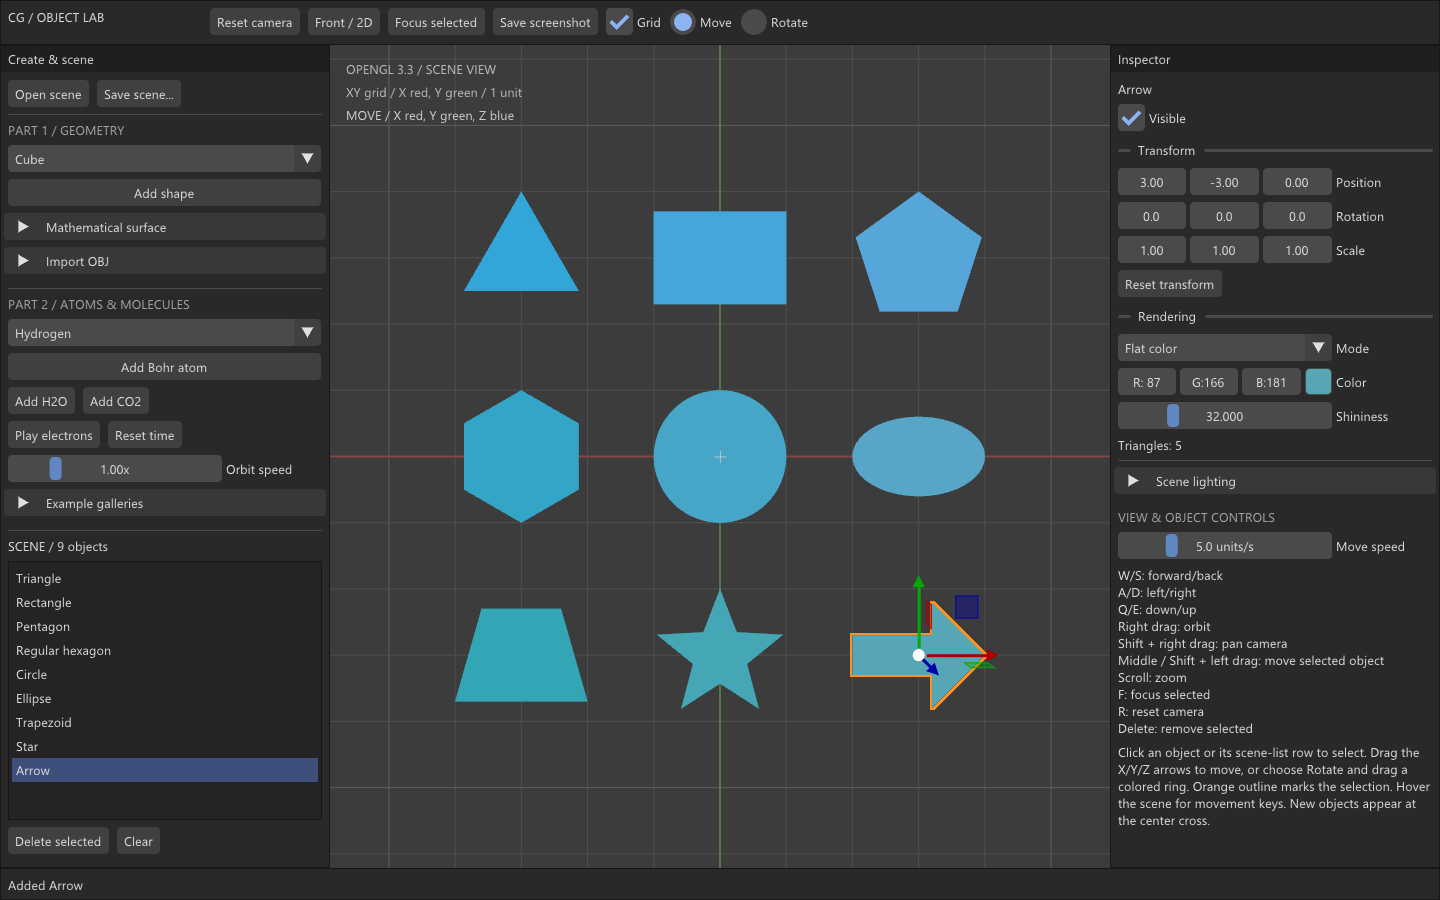 CG / OBJECT LAB
Reset camera
Front / 2D
Focus selected
Save screenshot
Grid
Move
Rotate
Create & scene
Open scene
Save scene...
PART 1 / GEOMETRY
Cube
Add shape
Mathematical surface
Import OBJ
PART 2 / ATOMS & MOLECULES
Hydrogen
Add Bohr atom
Add H2O
Add CO2
Play electrons
Reset time
1.00x
Orbit speed
Example galleries
SCENE / 9 objects
Triangle
Rectangle
Pentagon
Regular hexagon
Circle
Ellipse
Trapezoid
Star
Arrow
Delete selected
Clear
Added Arrow
OPENGL 3.3 / SCENE VIEW
XY grid / X red, Y green / 1 unit
MOVE / X red, Y green, Z blue
Inspector
Arrow
Visible
Transform
3.00 -3.00 0.00 Position
0.0 0.0 0.0 Rotation
1.00 1.00 1.00 Scale
Reset transform
Rendering
Flat color Mode
R: 87 G:166 B:181 Color
32.000 Shininess
Triangles: 5
Scene lighting
VIEW & OBJECT CONTROLS
5.0 units/s Move speed
W/S: forward/back
A/D: left/right
Q/E: down/up
Right drag: orbit
Shift + right drag: pan camera
Middle / Shift + left drag: move selected object
Scroll: zoom
F: focus selected
R: reset camera
Delete: remove selected
Click an object or its scene-list row to select. Drag the
X/Y/Z arrows to move, or choose Rotate and drag a
colored ring. Orange outline marks the selection. Hover
the scene for movement keys. New objects appear at
the center cross.